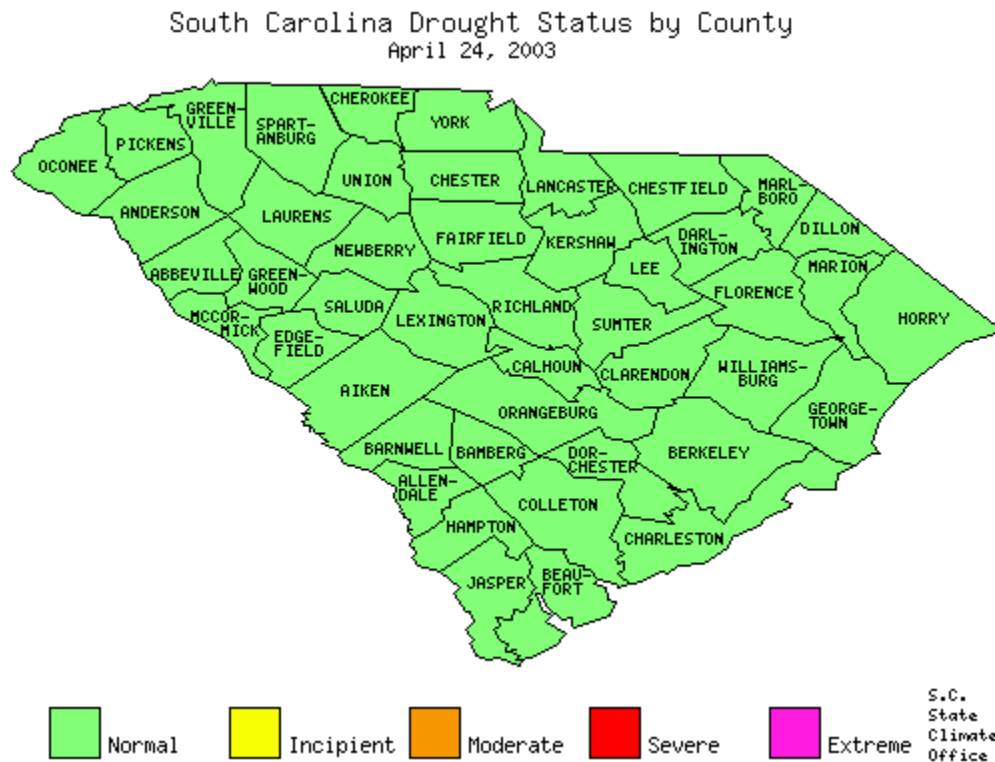 South Carolina Drought Status by County
April 24, 2003
CHEROKEE
GREEN-
VILLE
SPART-
ANBURG
YORK
PICKENS
OCONEE
UNION
CHESTER
LANCASTER
CHESTFIELD
MARL-
BORO
ANDERSON
LAURENS
DILLON
NEWBERRY
FAIRFIELD
KERSHAW
DARL-
INGTON
ABBEVILLE
GREEN-
WOOD
LEE
MARION
FLORENCE
SALUDA
RICHLAND
MCCOR-
MICK
LEXINGTON
SUMTER
HORRY
EDGE-
FIELD
CALHOUN
CLARENDON
WILLIAMS-
BURG
AIKEN
ORANGEBURG
GEORGE-
TOWN
BARNWELL
BAMBERG
DOR-
CHESTER
BERKELEY
ALLEN-
DALE
COLLETON
HAMPTON
CHARLESTON
JASPER
BEAU-
FORT
Normal
Incipient
Moderate
Severe
Extreme
S.C.
State
Climate
Office